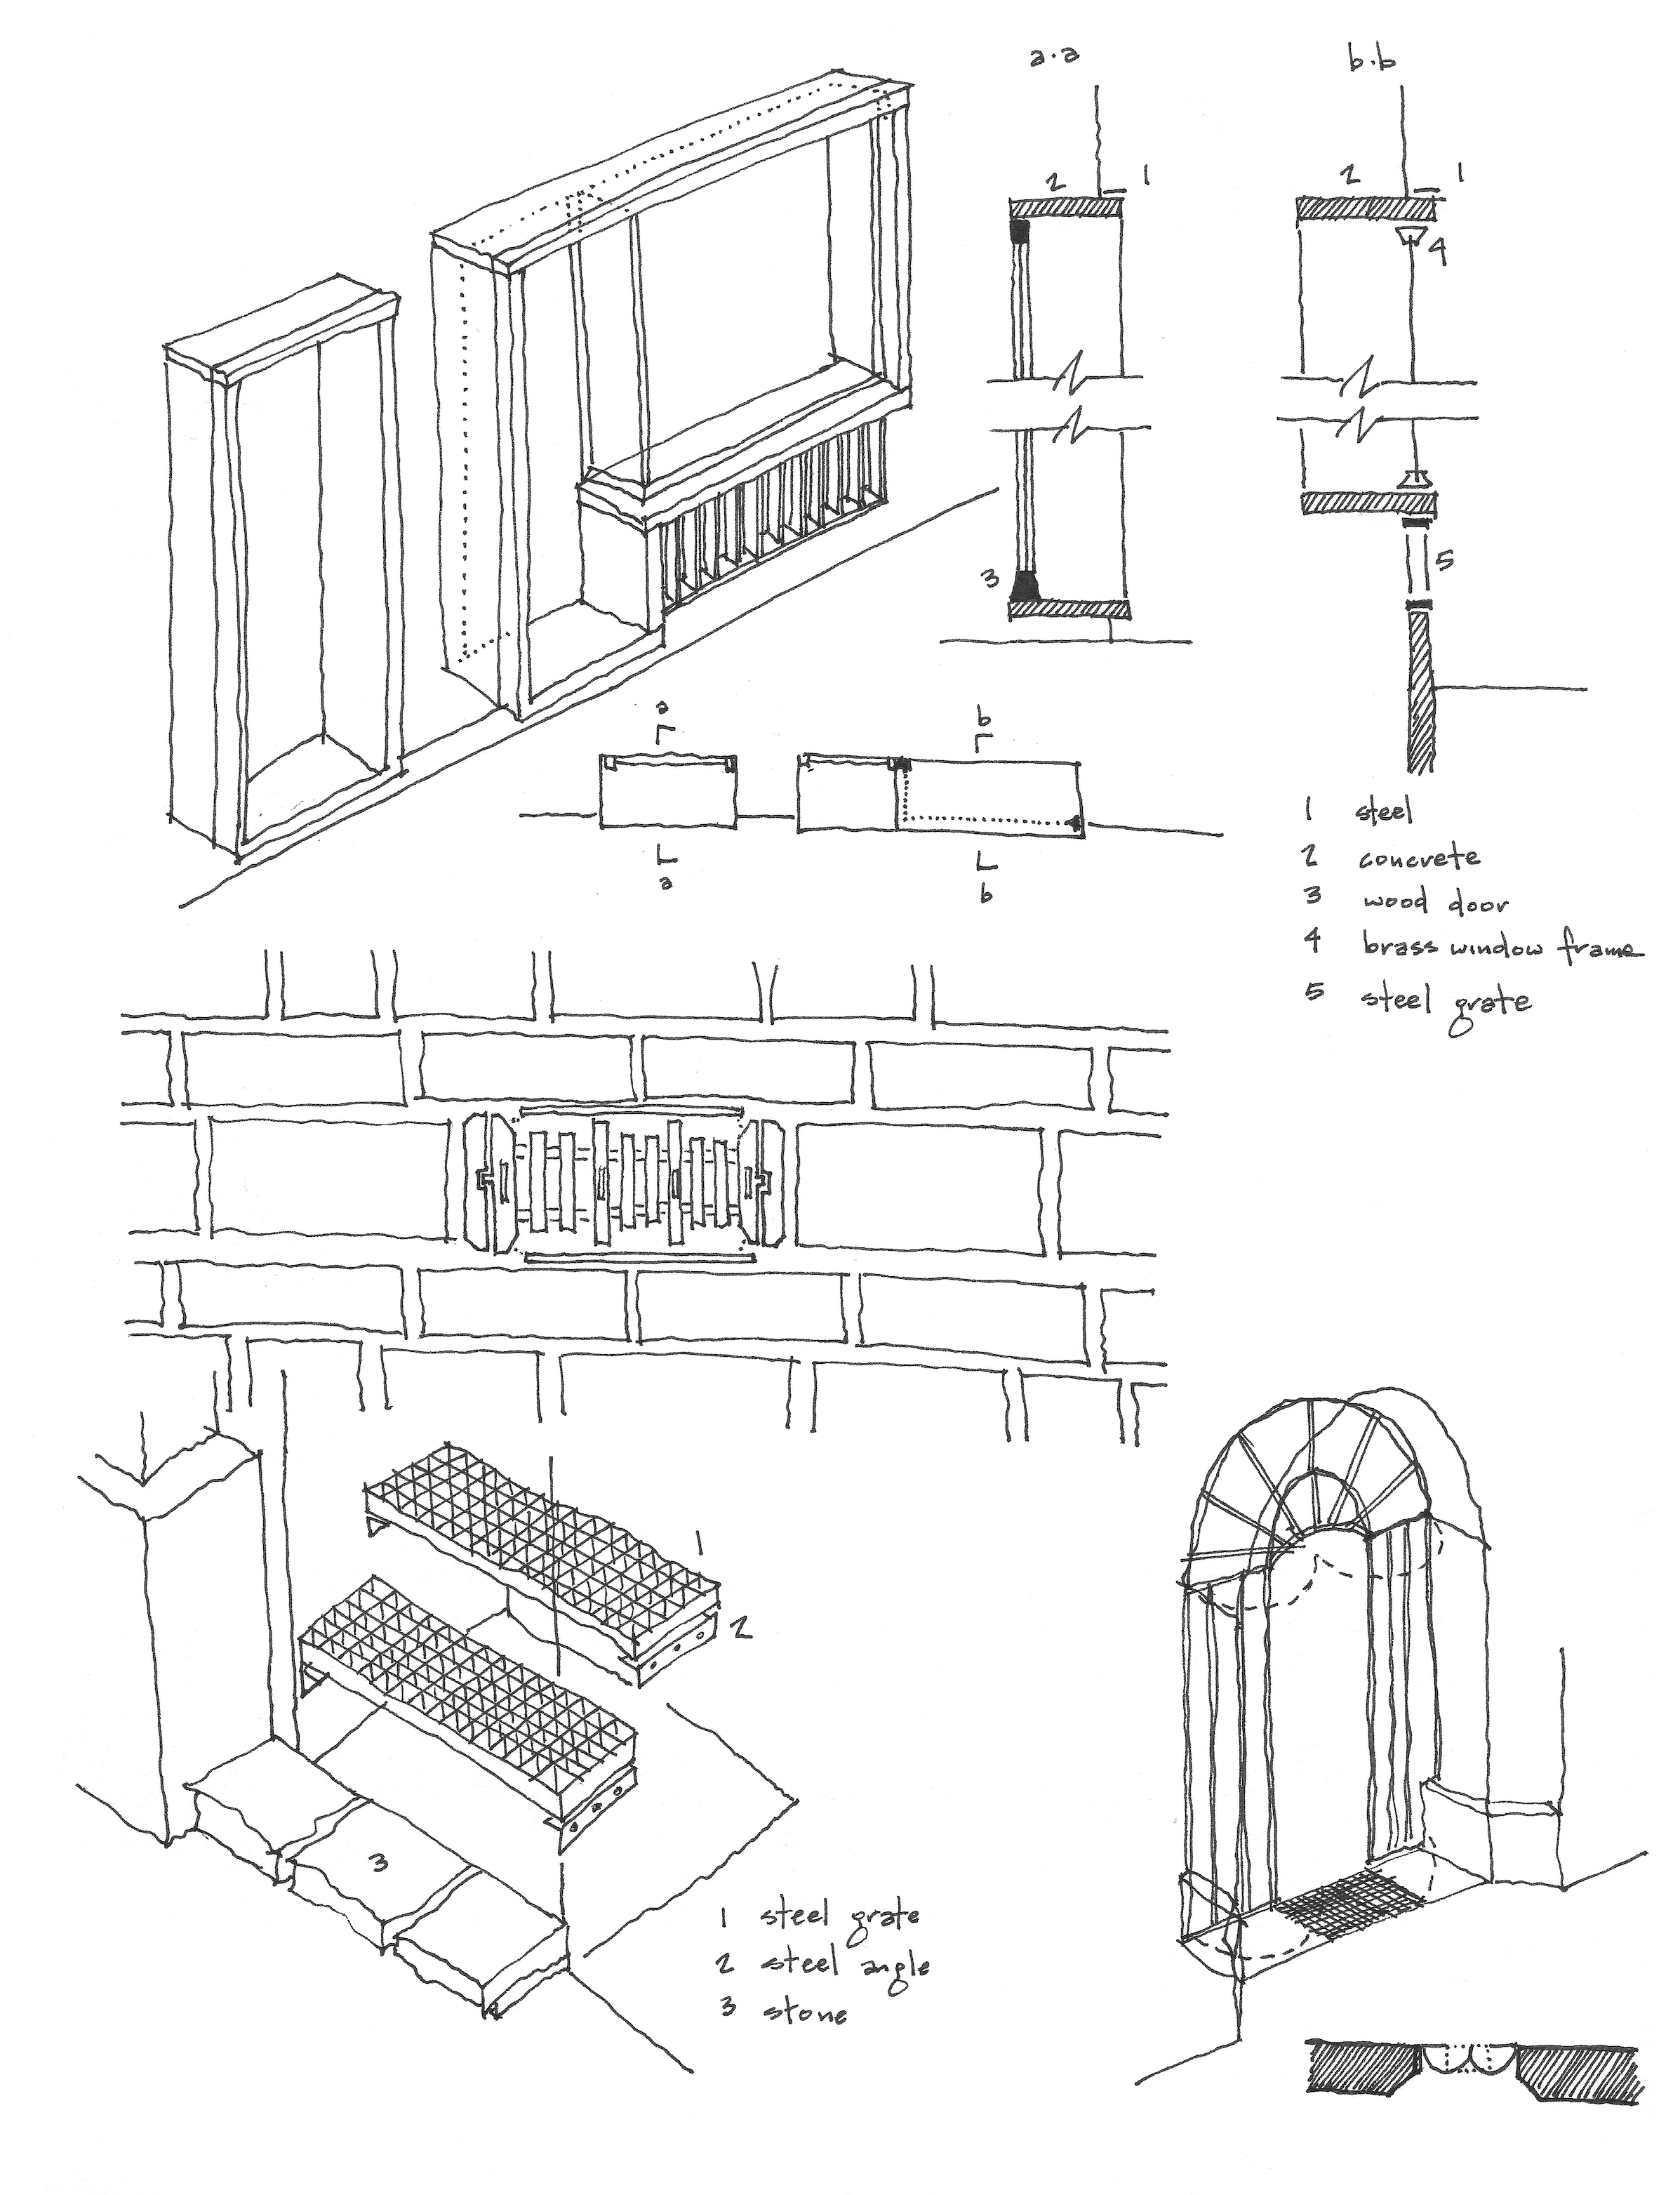 a.a
b.b
2
1
2
1
4
3
5
a
b
a
b
1 steel
2 concrete
3 wood door
4 brass window frame
5 steel grate
1
2
3
1 steel grate
2 steel angle
3 stone